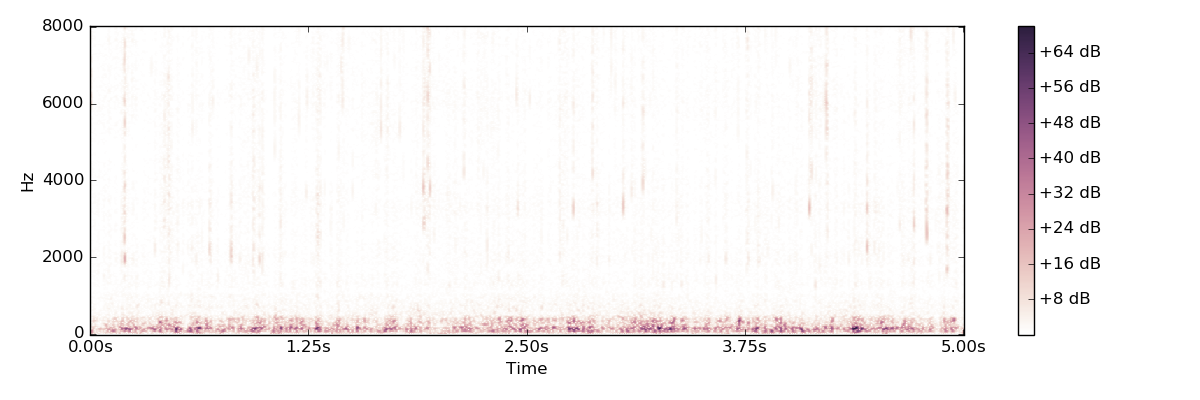 8000
6000
4000
2000
0
Hz
0.00s
1.25s
2.50s
3.75s
5.00s
Time
+64 dB
+56 dB
+48 dB
+40 dB
+32 dB
+24 dB
+16 dB
+8 dB